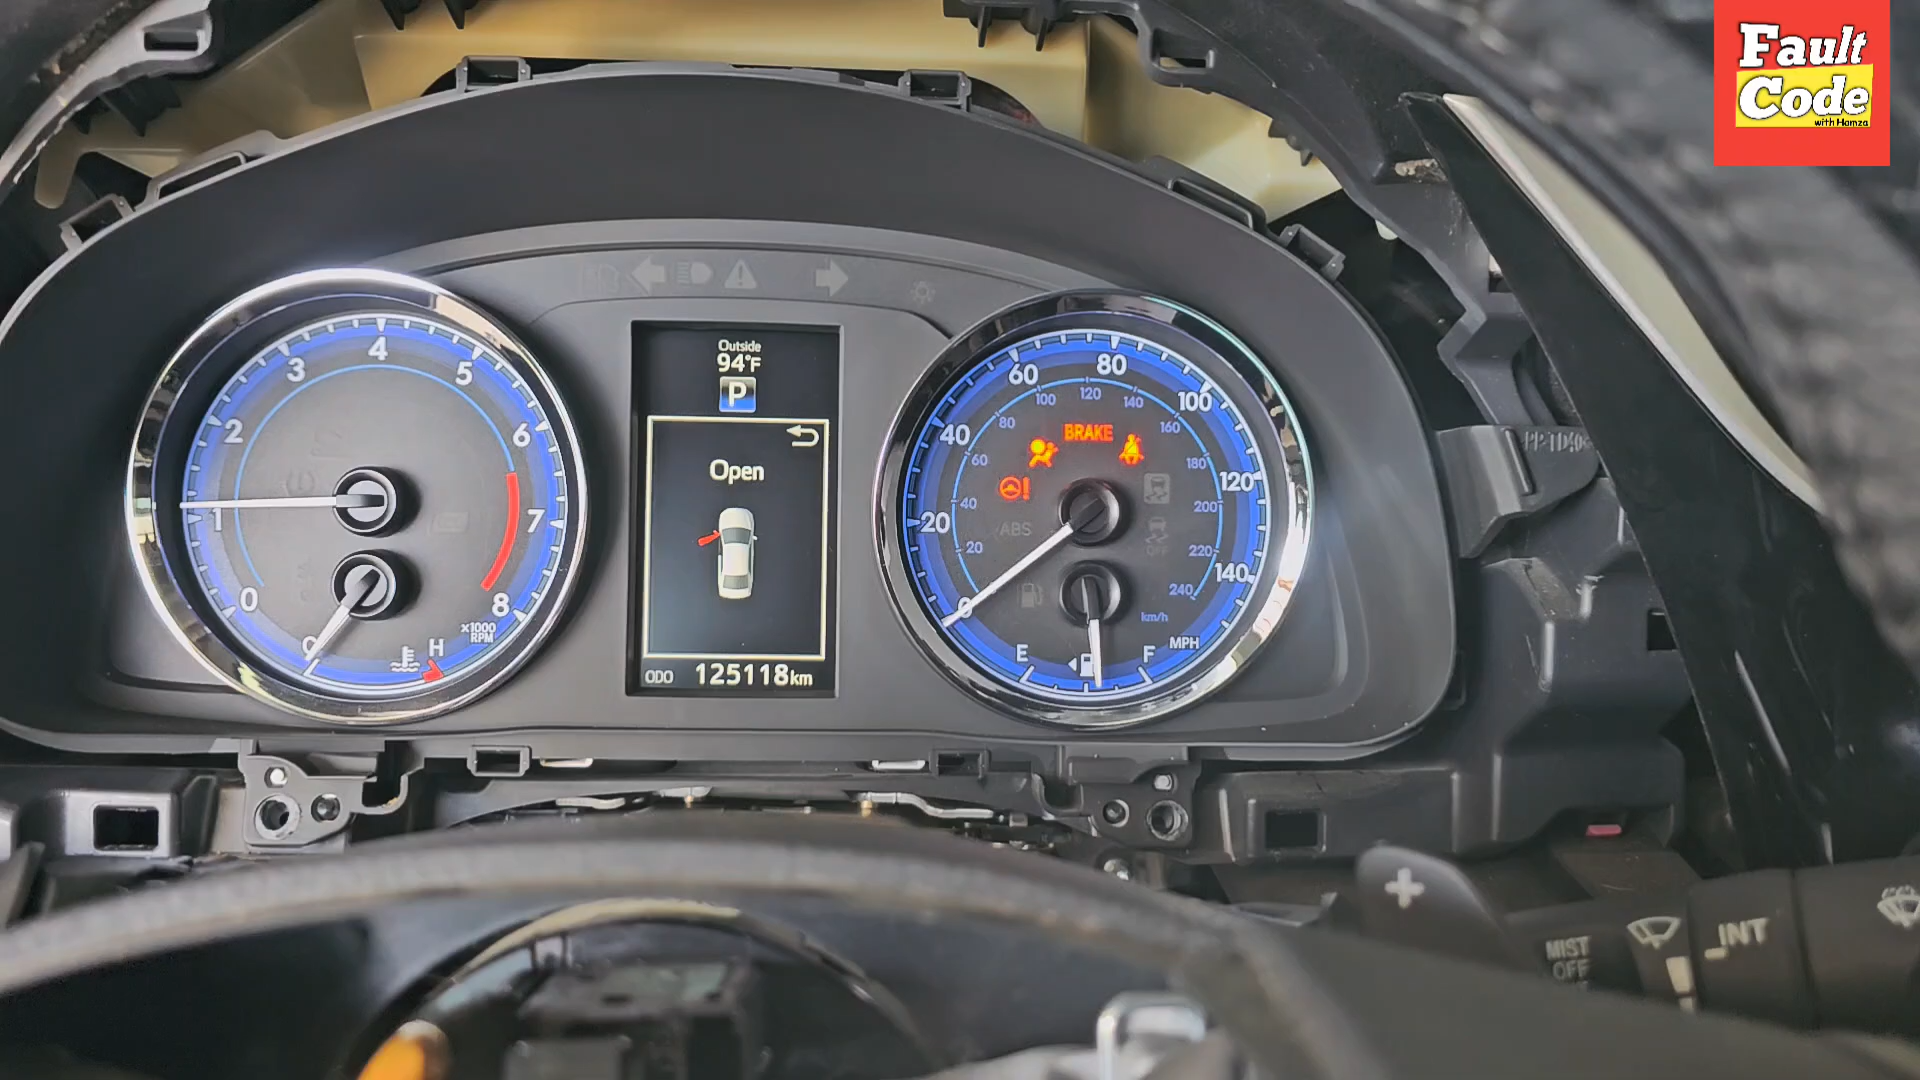 Fault
Code
with Hamza
Outside
94°F
P
Open
ODO 125118km
0 1 2 3 4 5 6 7 8
x1000
RPM
C H
0 20 40 60 80 100 120 140
20 40 60 80 100 120 140 160 180 200 220 240
km/h
MPH
BRAKE
ABS
OFF
E F
MIST
OFF
INT